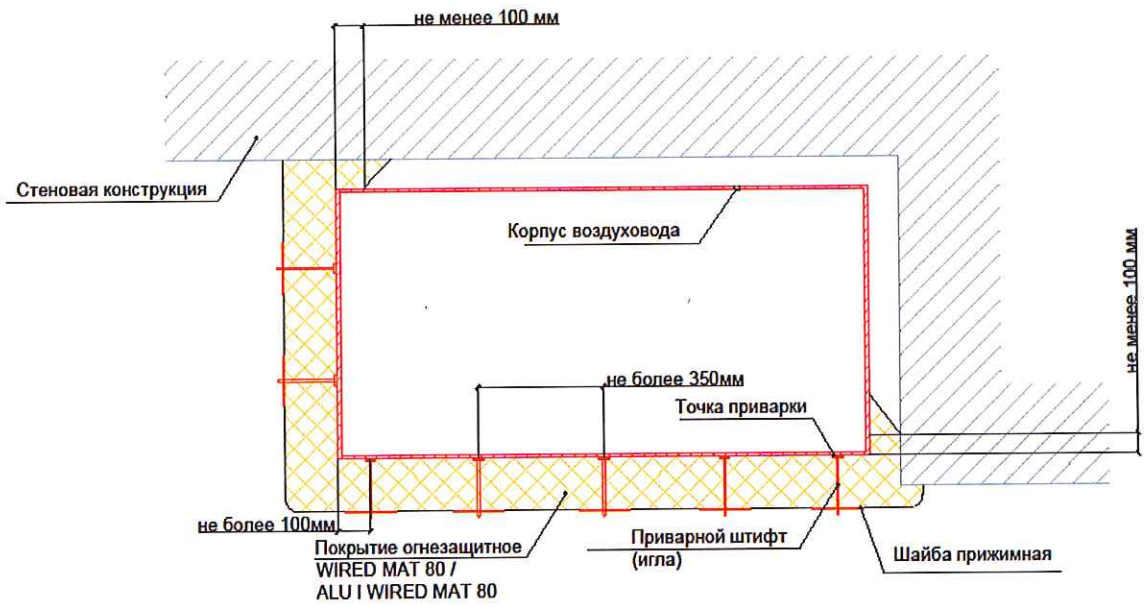 не менее 100 мм
Стеновая конструкция
Корпус воздуховода
не менее 100 мм
не более 350мм
Точка приварки
не более 100мм
Покрытие огнезащитное
WIRED MAT 80 /
ALU I WIRED MAT 80
Приварной штифт
(игла)
Шайба прижимная